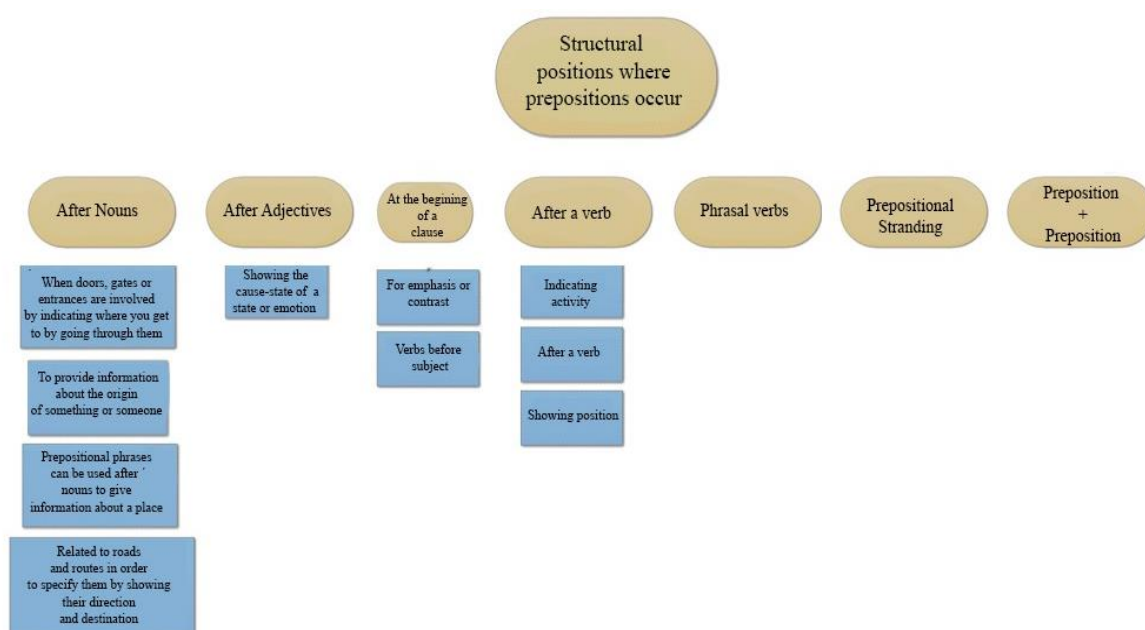 Structural
positions where
prepositions occur
After Nouns
After Adjectives
At the begining
of a
clause
After a verb
Phrasal verbs
Prepositional
Stranding
Preposition
+
Preposition
When doors, gates or
entrances are involved
by indicating where you get
to by going through them
To provide information
about the origin
of something or someone
Prepositional phrases
can be used after
nouns to give
information about a place
Related to roads
and routes in order
to specify them by showing
their direction
and destination
Showing the
cause-state of a
state or emotion
For emphasis or
contrast
Verbs before
subject
Indicating
activity
After a verb
Showing position